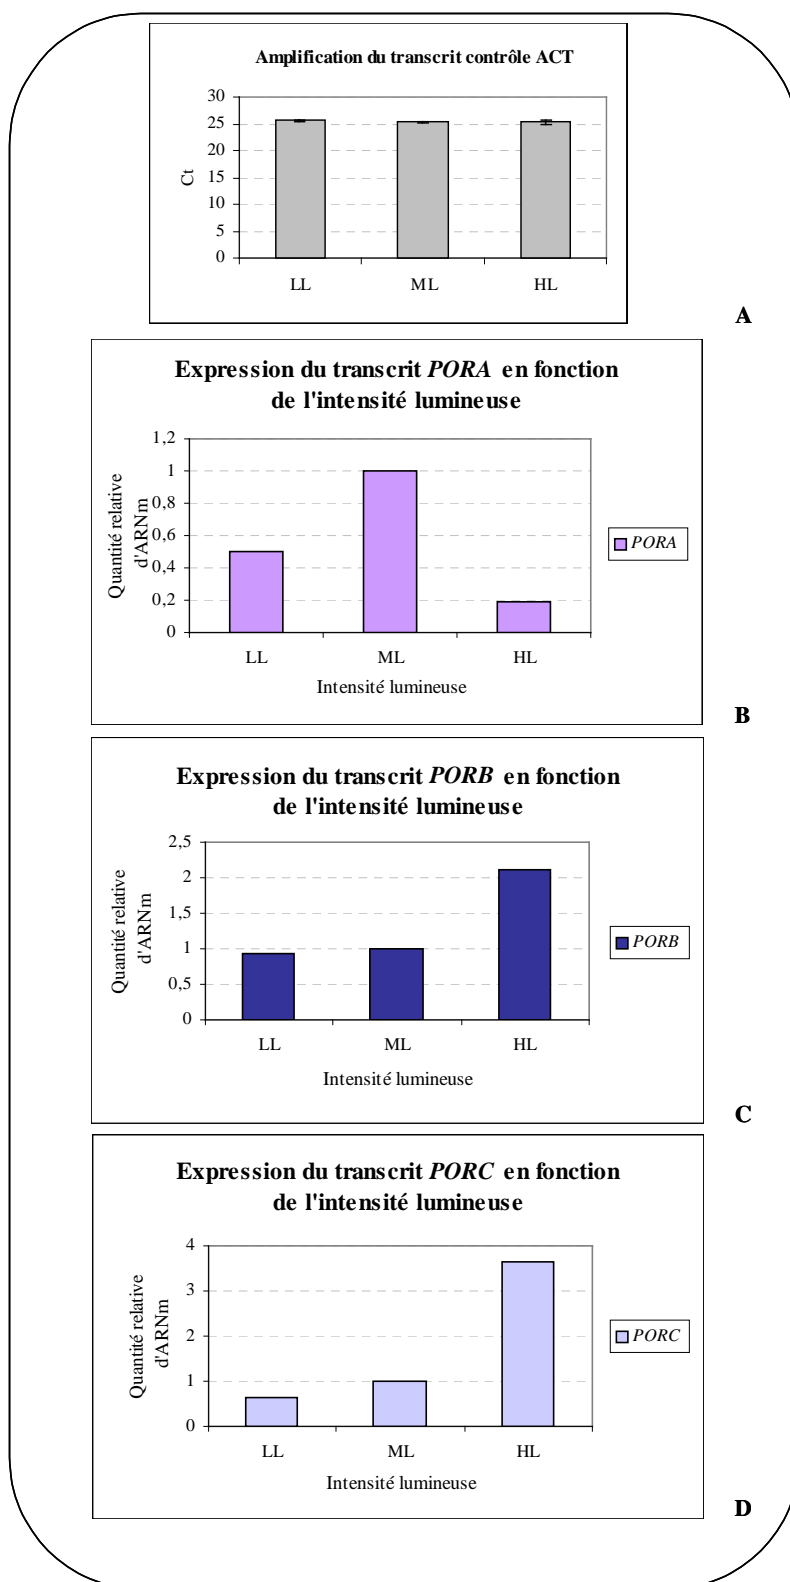 Amplification du transcrit contrôle ACT
30
25
20
15
10
5
0
Ct
LL ML HL
A
Expression du transcrit PORA en fonction
de l'intensité lumineuse
1,2
1
0,8
0,6
0,4
0,2
0
Quantité relative
d'ARNm
LL ML HL
Intensité lumineuse
PORA
B
Expression du transcrit PORB en fonction
de l'intensité lumineuse
2,5
2
1,5
1
0,5
0
Quantité relative
d'ARNm
LL ML HL
Intensité lumineuse
PORB
C
Expression du transcrit PORC en fonction
de l'intensité lumineuse
4
3
2
1
0
Quantité relative
d'ARNm
LL ML HL
Intensité lumineuse
PORC
D